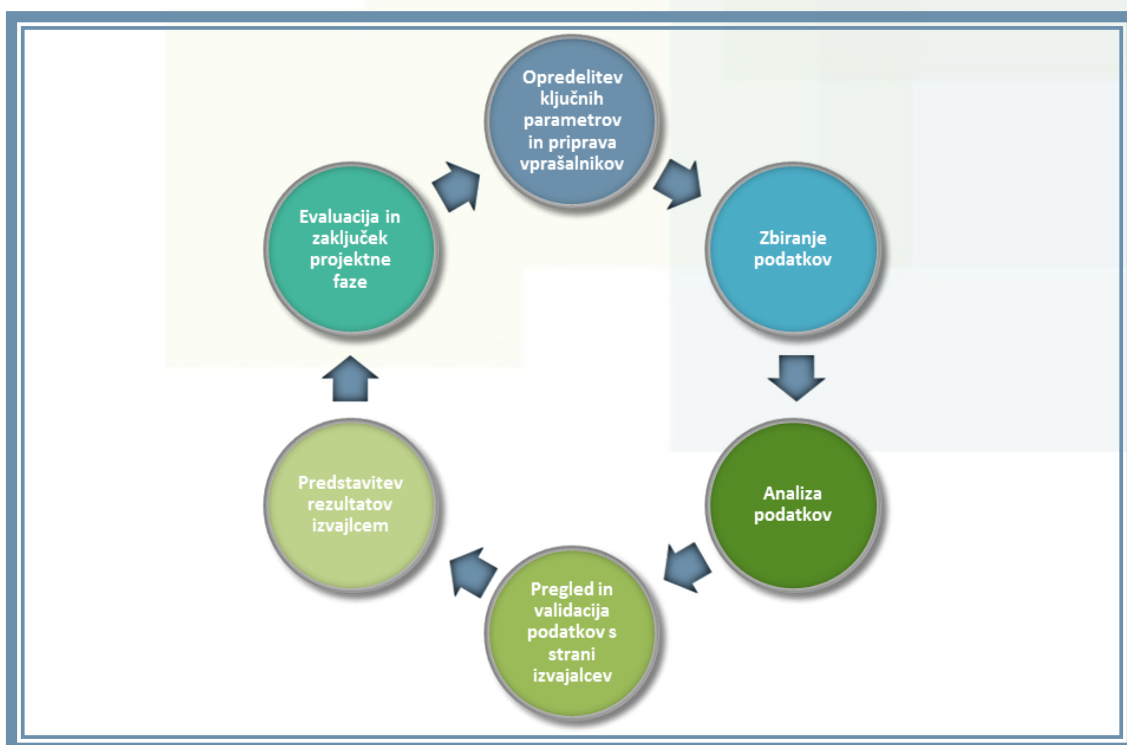 Opredelitev
ključnih
parametrov
in priprava
vprašalnikov
Zbiranje
podatkov
Analiza
podatkov
Pregled in
validacija
podatkov s
strani
izvajalcev
Predstavitev
rezultatov
izvajlcem
Evaluacija in
zaključek
projektne
faze